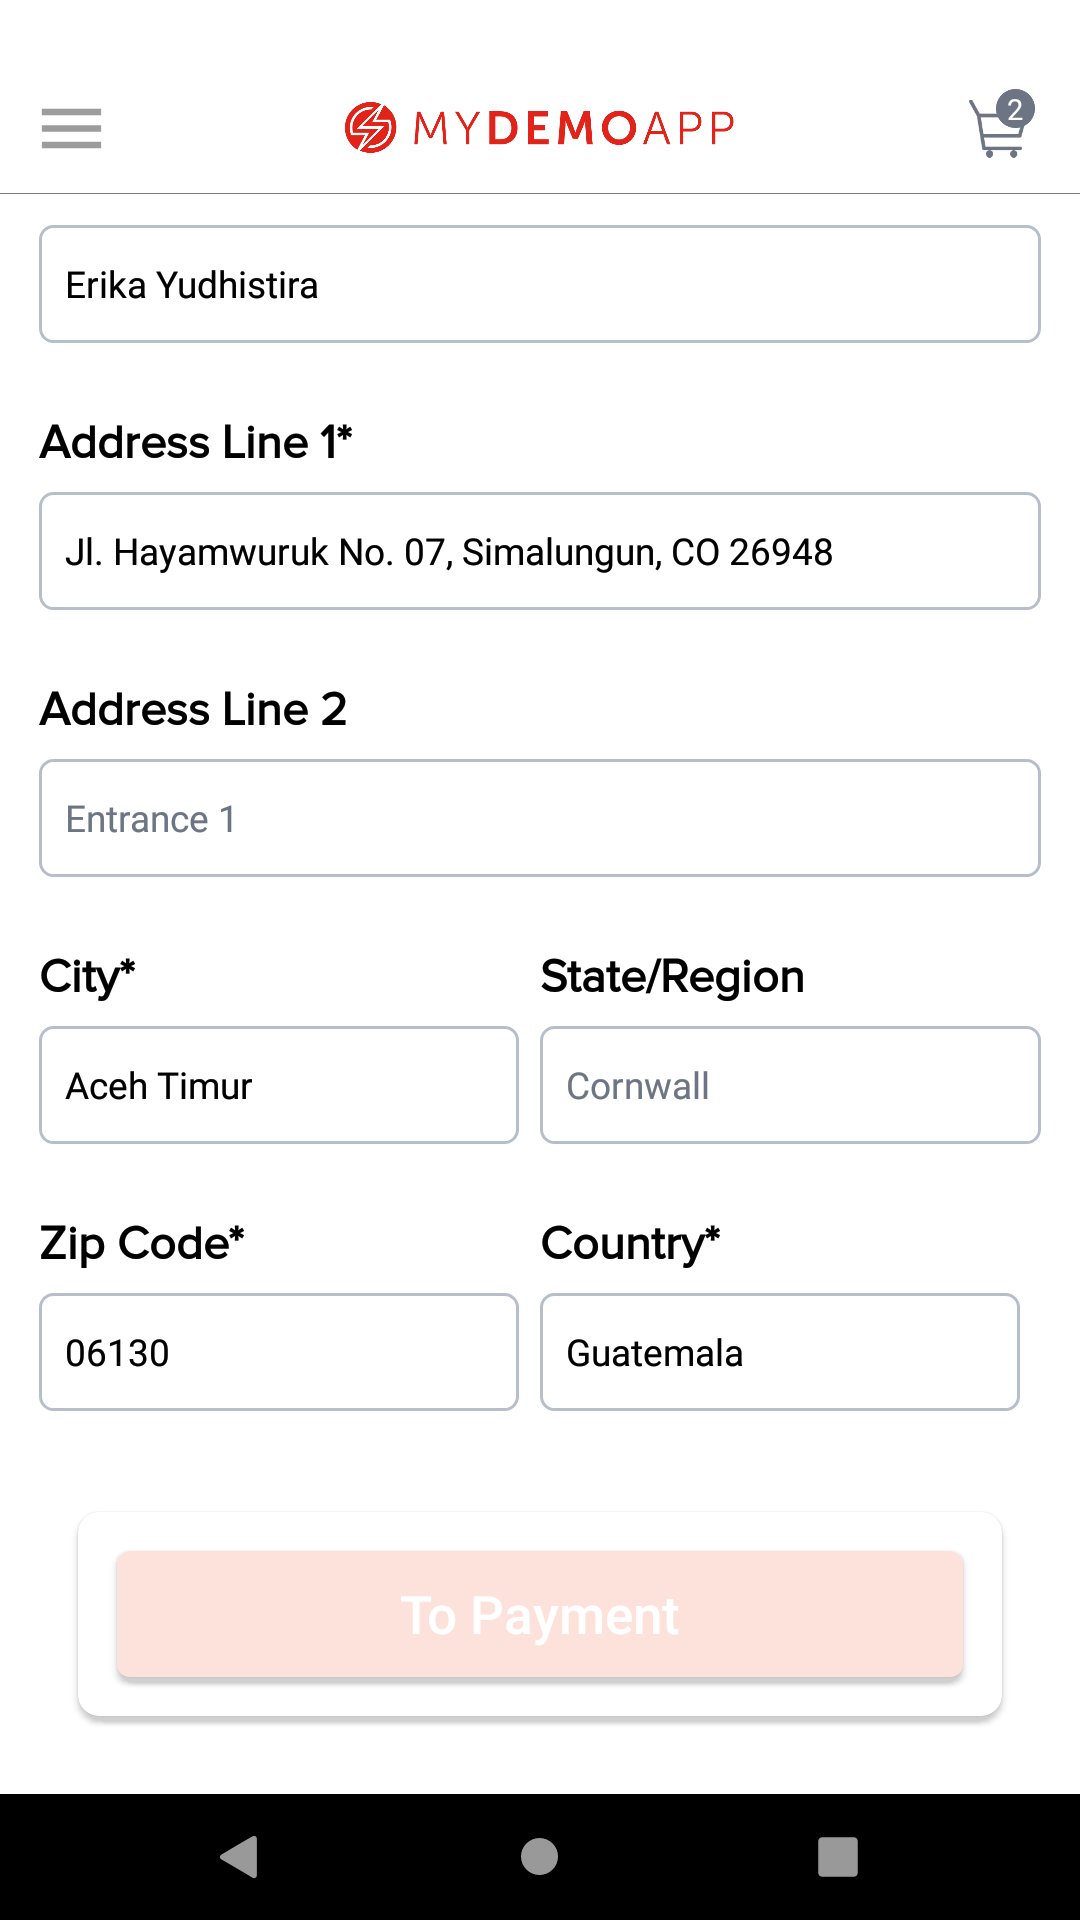 MYDEMOAPP
2
Erika Yudhistira
Address Line 1*
Jl. Hayamwuruk No. 07, Simalungun, CO 26948
Address Line 2
Entrance 1
City*
State/Region
Aceh Timur
Cornwall
Zip Code*
Country*
06130
Guatemala
To Payment